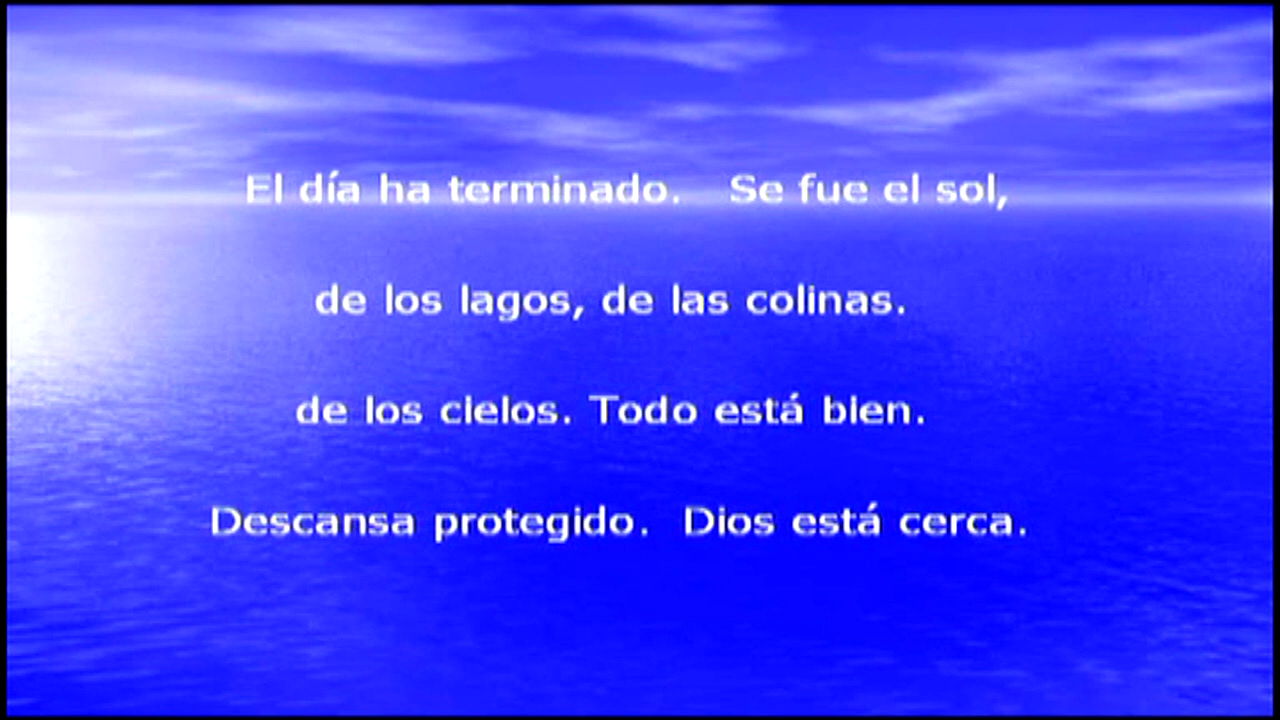 El día ha terminado. Se fue el sol,
de los lagos, de las colinas.
de los cielos. Todo está bien.
Descansa protegido. Dios está cerca.